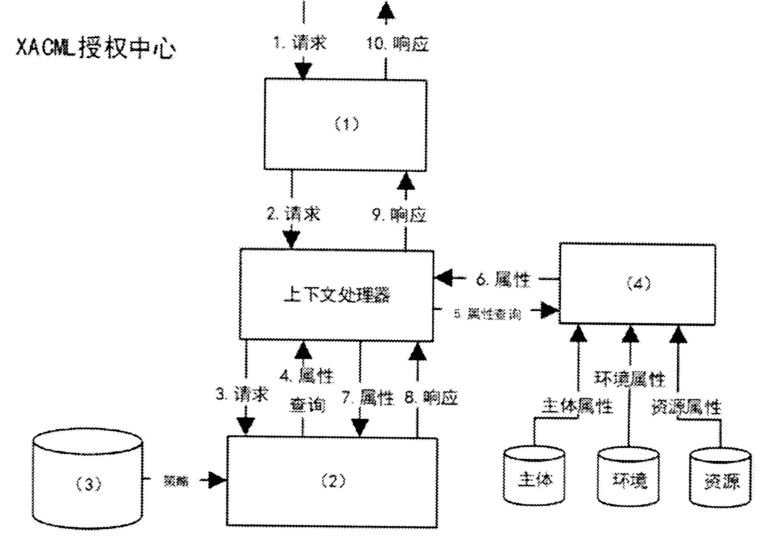 XACML授权中心
1.请求
10.响应
(1)
2.请求
9.响应
上下文处理器
6.属性
5.属性查询
(4)
3.请求
4.属性
查询
7.属性
8.响应
环境属性
主体属性
资源属性
(3)
策略
(2)
主体
环境
资源